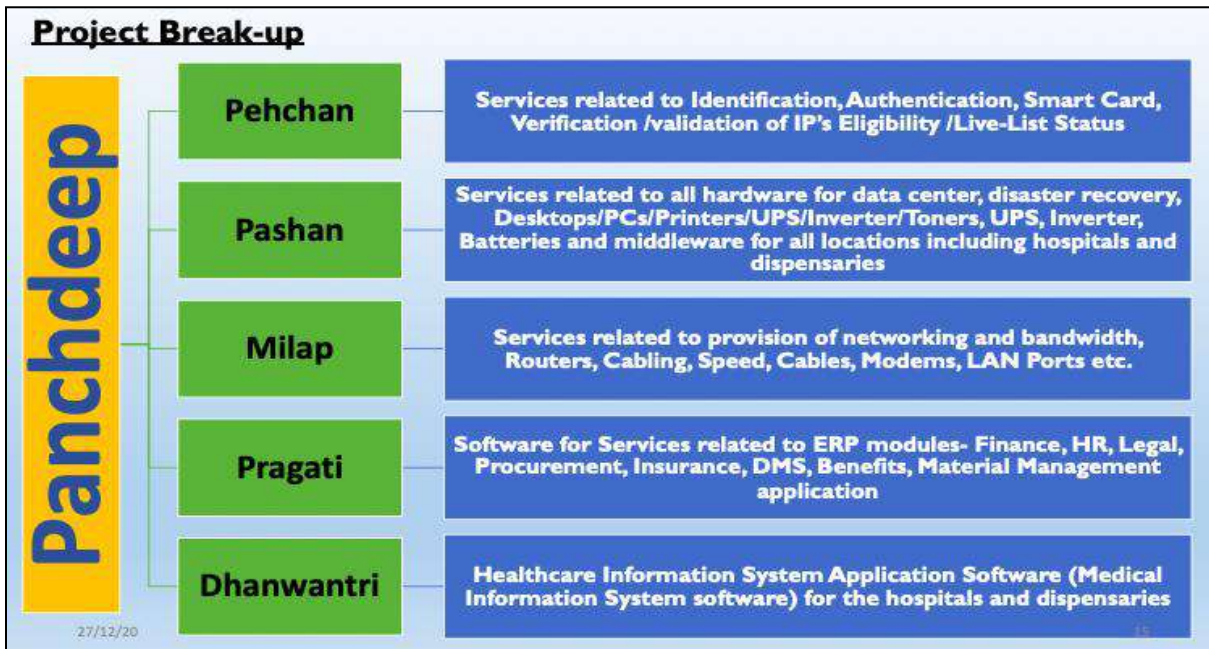 Project Break-up
Panchdeep
Pehchan
Services related to Identification, Authentication, Smart Card,
Verification /validation of IP's Eligibility /Live-List Status
Pashan
Services related to all hardware for data center, disaster recovery,
Desktops/PCs/Printers/UPS/Inverter/Toners, UPS, Inverter,
Batteries and middleware for all locations including hospitals and
dispensaries
Milap
Services related to provision of networking and bandwidth,
Routers, Cabling, Speed, Cables, Modems, LAN Ports etc.
Pragati
Software for Services related to ERP modules- Finance, HR, Legal,
Procurement, Insurance, DMS, Benefits, Material Management
application
Dhanwantri
Healthcare Information System Application Software (Medical
Information System software) for the hospitals and dispensaries
27/12/20